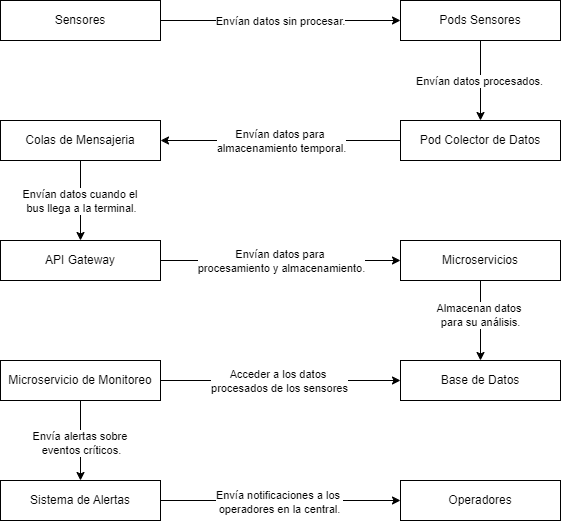 Sensores
Envían datos sin procesar.
Pods Sensores
Envían datos procesados.
Colas de Mensajeria
Envían datos para
almacenamiento temporal.
Pod Colector de Datos
Envían datos cuando el
bus llega a la terminal.
API Gateway
Envían datos para
procesamiento y almacenamiento.
Microservicios
Almacenan datos
para su análisis.
Microservicio de Monitoreo
Acceder a los datos
procesados de los sensores
Base de Datos
Envía alertas sobre
eventos críticos.
Sistema de Alertas
Envía notificaciones a los
operadores en la central.
Operadores